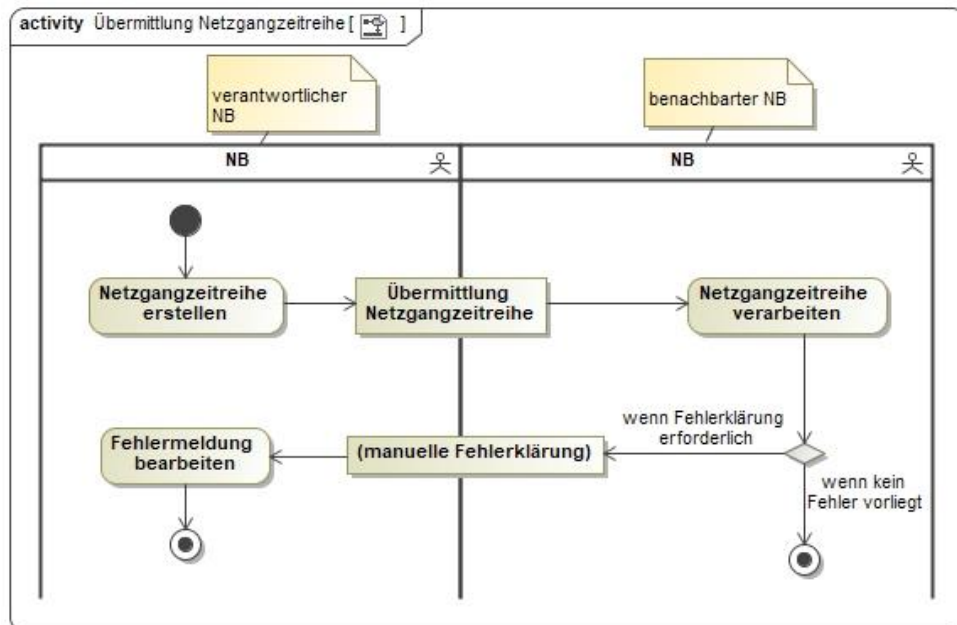 activity Übermittlung Netzgangzeitreihe [ ]
verantwortlicher
NB
benachbarter NB
NB
NB
Netzgangzeitreihe
erstellen
Übermittlung
Netzgangzeitreihe
Netzgangzeitreihe
verarbeiten
wenn Fehlerklärung
erforderlich
Fehlermeldung
bearbeiten
(manuelle Fehlerklärung)
wenn kein
Fehler vorliegt